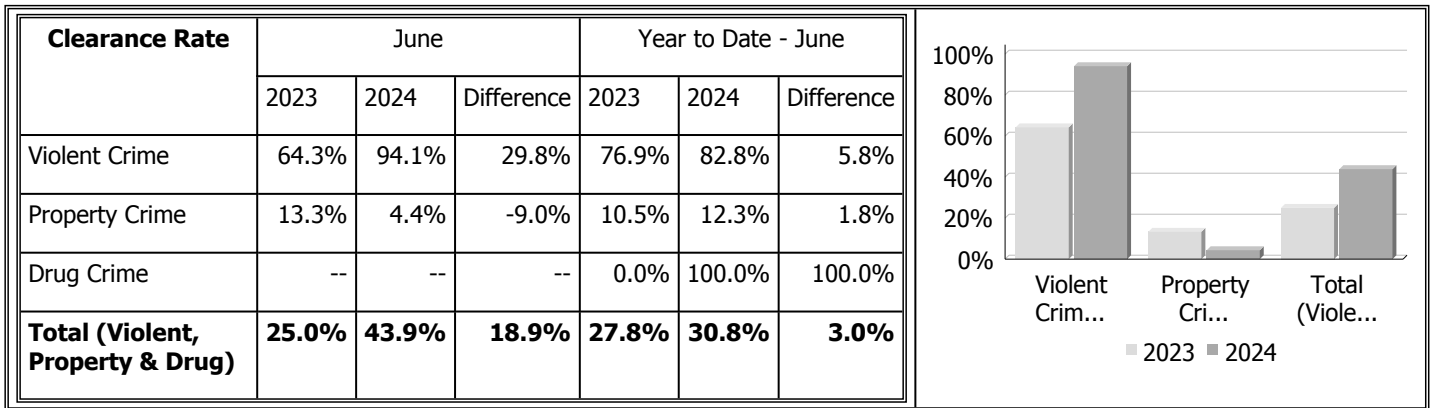 Clearance Rate June Year to Date - June
2023 2024 Difference 2023 2024 Difference
Violent Crime 64.3% 94.1% 29.8% 76.9% 82.8% 5.8%
Property Crime 13.3% 4.4% -9.0% 10.5% 12.3% 1.8%
Drug Crime -- -- -- 0.0% 100.0% 100.0%
Total (Violent, 25.0% 43.9% 18.9% 27.8% 30.8% 3.0%
Property & Drug)
100%
80%
60%
40%
20%
0%
Violent Property Total
Crim... Cri... (Viole...
2023 2024